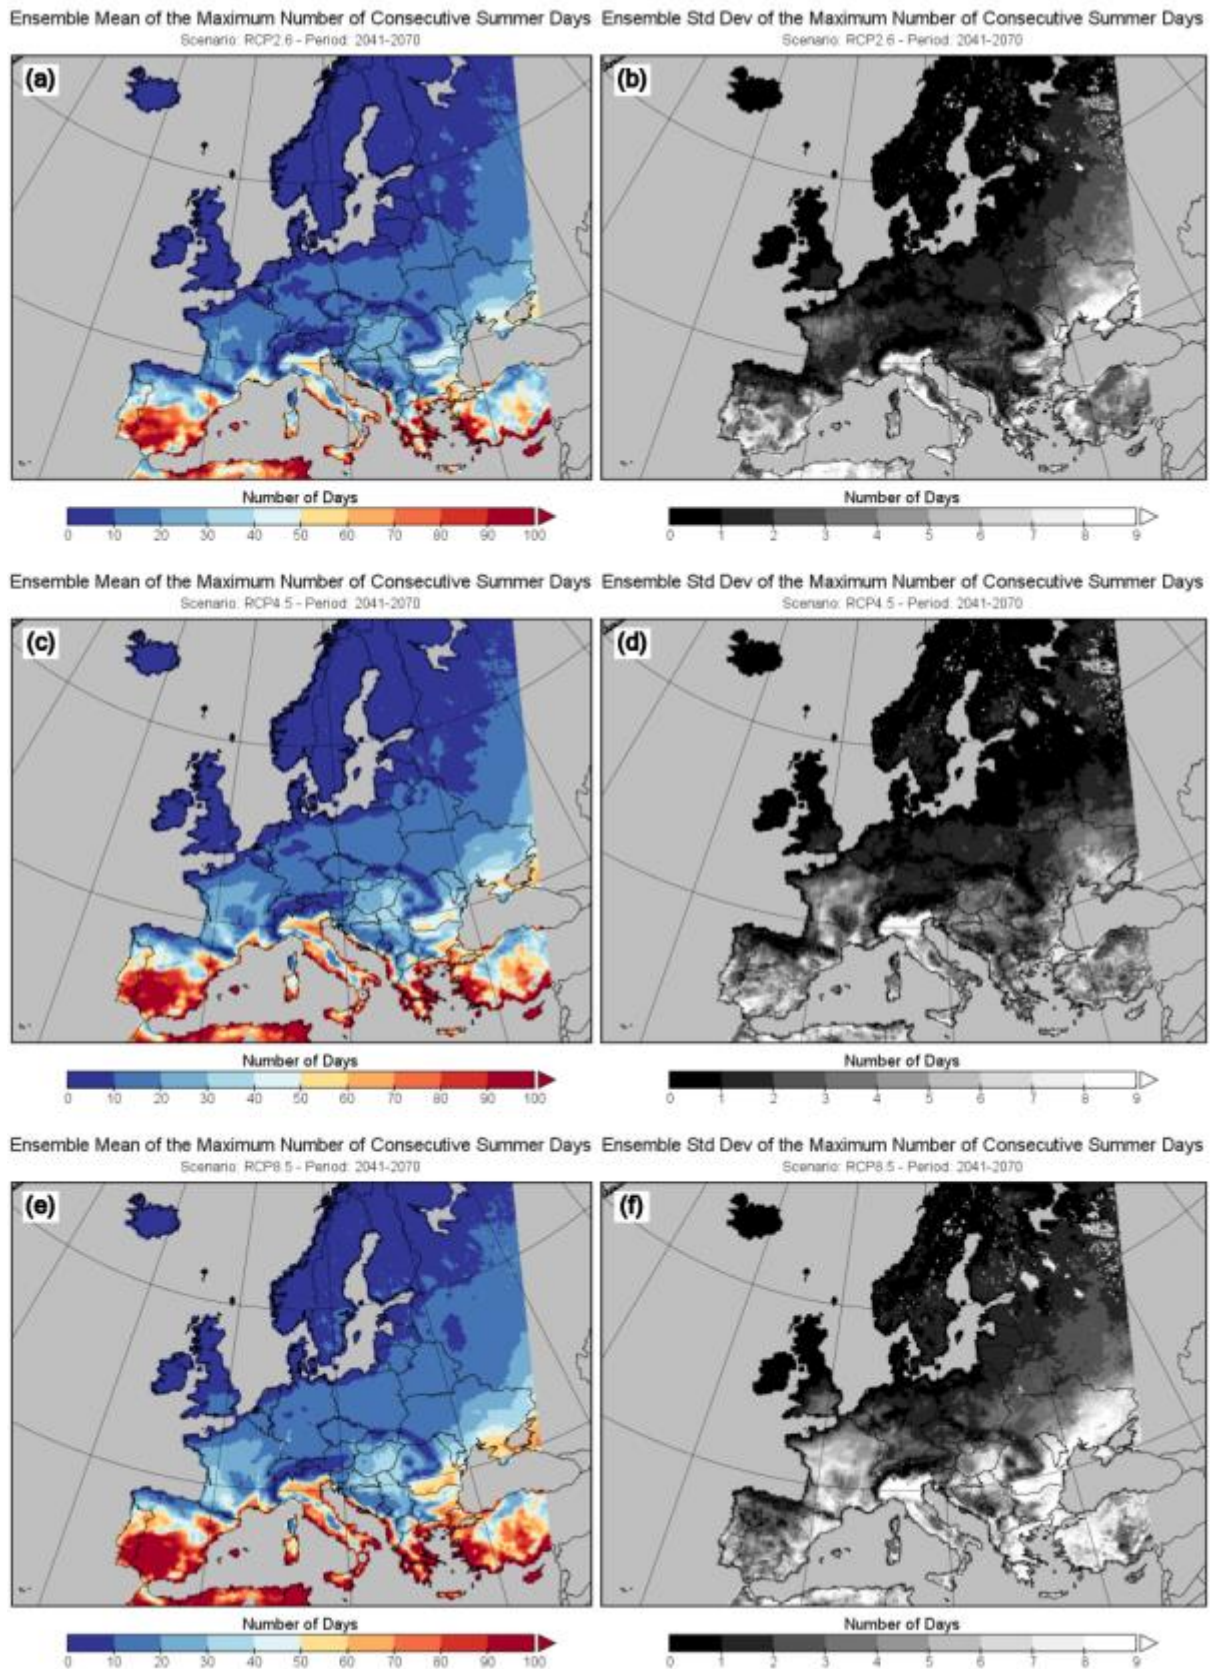 Ensemble Mean of the Maximum Number of Consecutive Summer Days
Scenario: RCP2.6 - Period: 2041-2070
(a)
Number of Days
0 10 20 30 40 50 60 70 80 90 100
Ensemble Std Dev of the Maximum Number of Consecutive Summer Days
Scenario: RCP2.6 - Period: 2041-2070
(b)
Number of Days
0 1 2 3 4 5 6 7 8 9
Ensemble Mean of the Maximum Number of Consecutive Summer Days
Scenario: RCP4.5 - Period: 2041-2070
(c)
Number of Days
0 10 20 30 40 50 60 70 80 90 100
Ensemble Std Dev of the Maximum Number of Consecutive Summer Days
Scenario: RCP4.5 - Period: 2041-2070
(d)
Number of Days
0 1 2 3 4 5 6 7 8 9
Ensemble Mean of the Maximum Number of Consecutive Summer Days
Scenario: RCP8.5 - Period: 2041-2070
(e)
Number of Days
0 10 20 30 40 50 60 70 80 90 100
Ensemble Std Dev of the Maximum Number of Consecutive Summer Days
Scenario: RCP8.5 - Period: 2041-2070
(f)
Number of Days
0 1 2 3 4 5 6 7 8 9